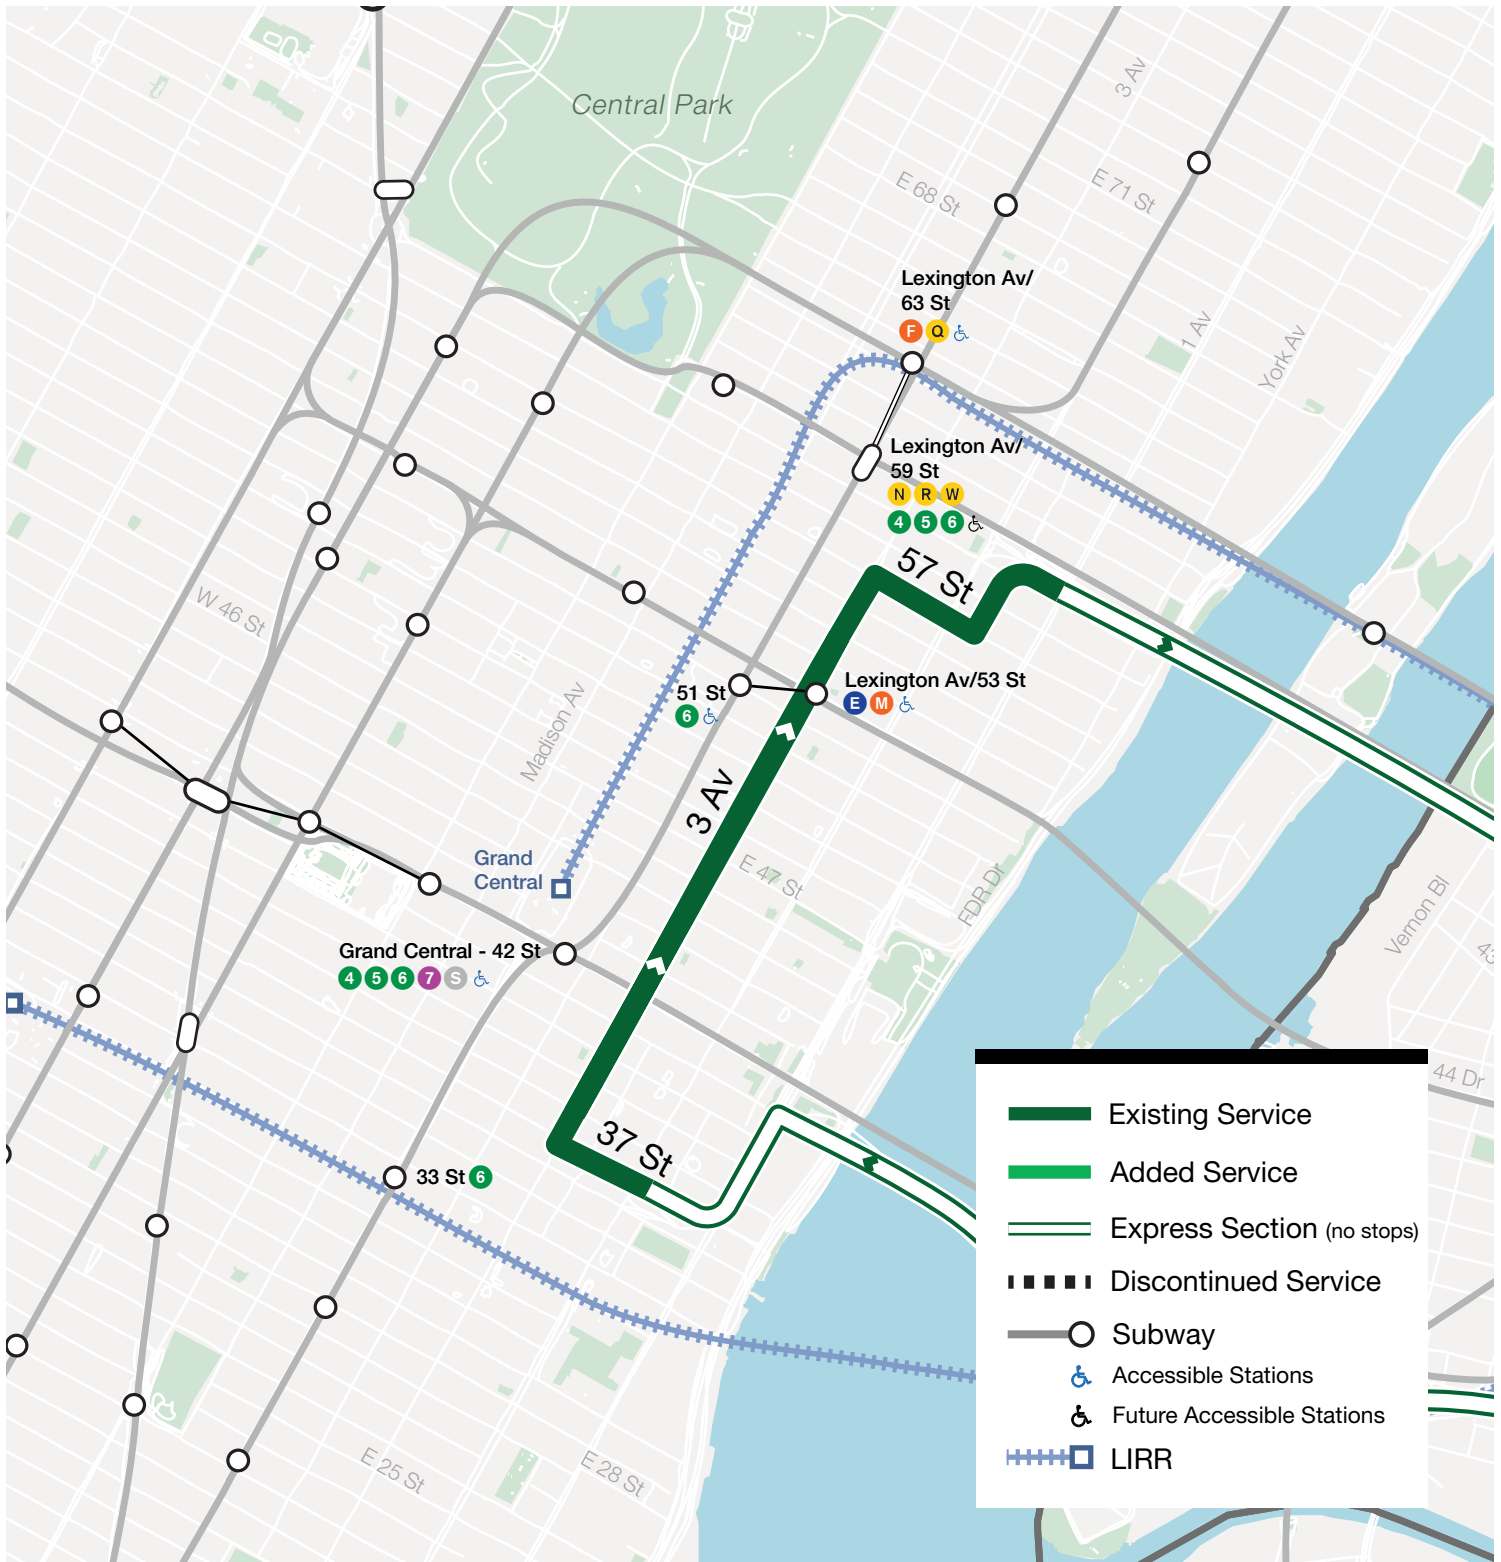 Central Park
3 Av
E 68 St
E 71 St
Lexington Av/
63 St
F Q
1 Av
York Av
Lexington Av/
59 St
N R W
4 5 6
57 St
W 46 St
Lexington Av/53 St
E M
51 St
6
Madison Av
3 Av
Grand
Central
E 47 St
FDR Dr
Vernon Bl
43
Grand Central - 42 St
4 5 6 7 S
44 Dr
37 St
33 St 6
E 25 St
E 28 St
Existing Service
Added Service
Express Section (no stops)
Discontinued Service
Subway
Accessible Stations
Future Accessible Stations
LIRR